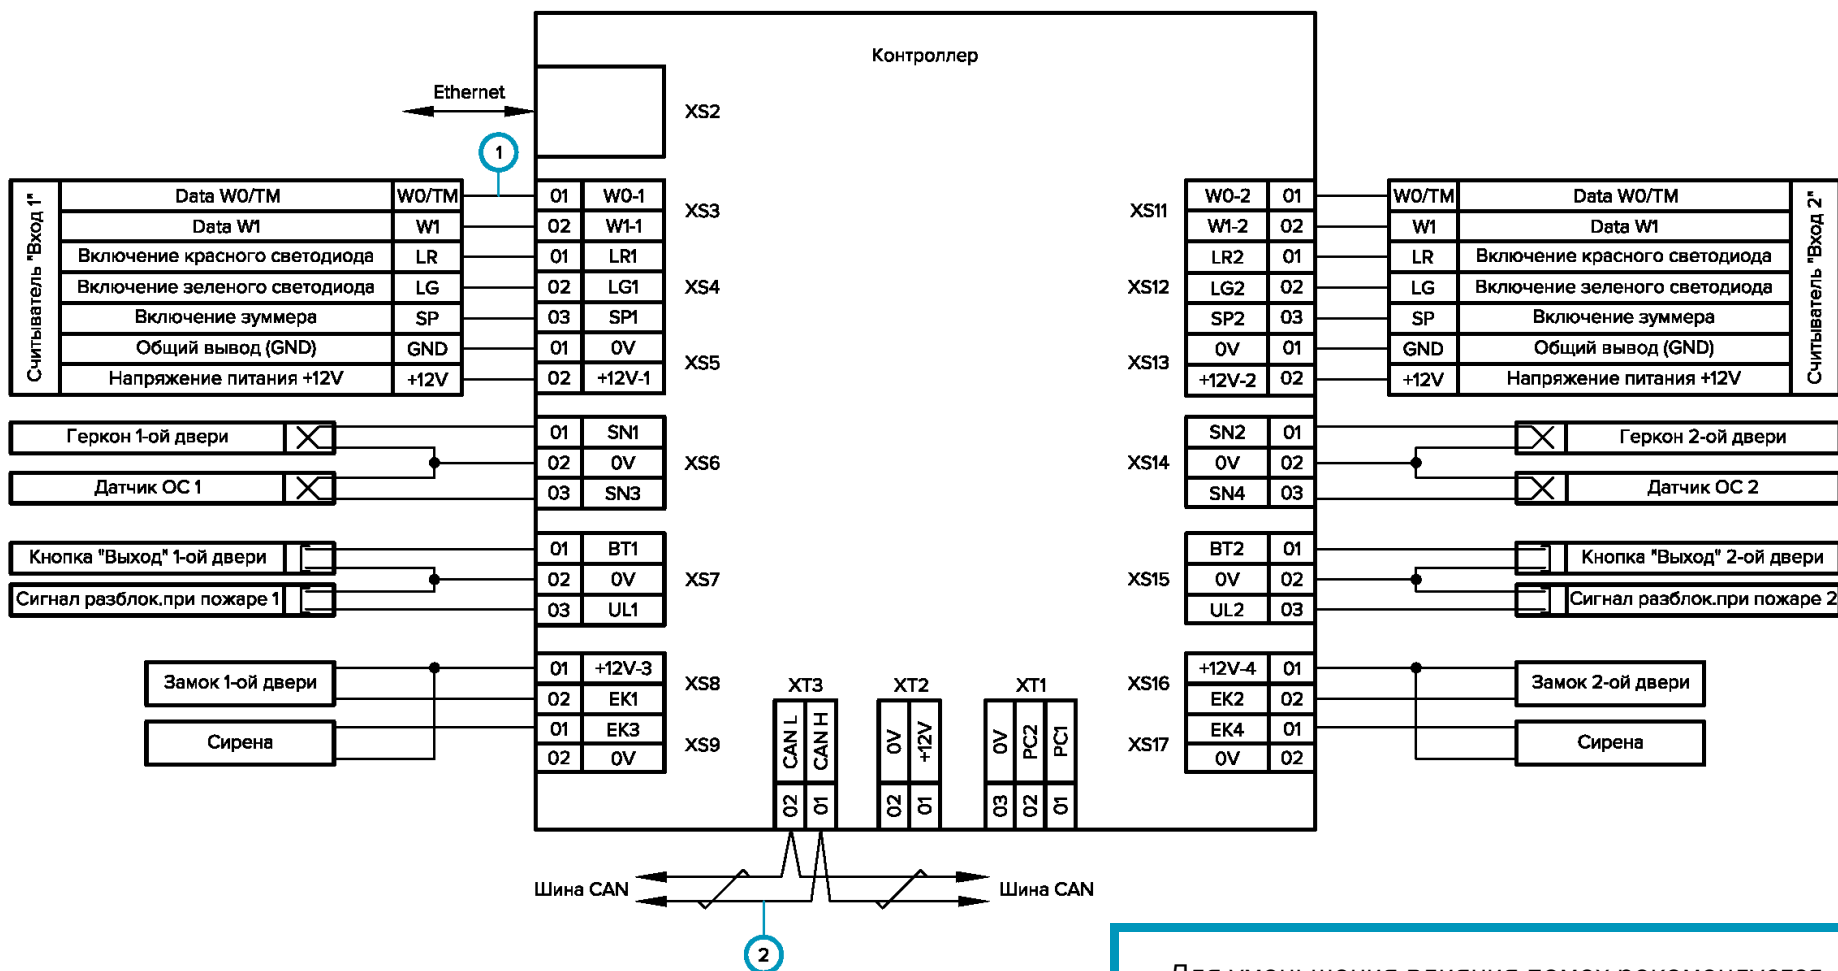 Контроллер
Ethernet
XS2
1
Считыватель "Вход 1"
Data W0/TM W0/TM 01 W0-1
Data W1 W1 02 W1-1
XS3
Включение красного светодиода LR 01 LR1
Включение зеленого светодиода LG 02 LG1
Включение зуммера SP 03 SP1
XS4
Общий вывод (GND) GND 01 0V
Напряжение питания +12V +12V 02 +12V-1
XS5
Геркон 1-ой двери
Датчик ОС 1
01 SN1
02 0V
03 SN3
XS6
Кнопка "Выход" 1-ой двери
Сигнал разблок.при пожаре 1
01 BT1
02 0V
03 UL1
XS7
Замок 1-ой двери
01 +12V-3
02 EK1
XS8
Сирена
01 EK3
02 0V
XS9
XT3
CAN L
CAN H
02
01
XT2
0V
+12V
02
01
XT1
0V
PC2
PC1
03
02
01
XS11
W0-2 01 W0/TM Data W0/TM
W1-2 02 W1 Data W1
XS12
LR2 01 LR Включение красного светодиода
LG2 02 LG Включение зеленого светодиода
SP2 03 SP Включение зуммера
XS13
0V 01 GND Общий вывод (GND)
+12V-2 02 +12V Напряжение питания +12V
Считыватель "Вход 2"
XS14
SN2 01
0V 02
SN4 03
Геркон 2-ой двери
Датчик ОС 2
XS15
BT2 01
0V 02
UL2 03
Кнопка "Выход" 2-ой двери
Сигнал разблок.при пожаре 2
XS16
+12V-4 01
EK2 02
Замок 2-ой двери
XS17
EK4 01
0V 02
Сирена
Шина CAN
Шина CAN
2
Для уменьшения влияния помех рекомендуется